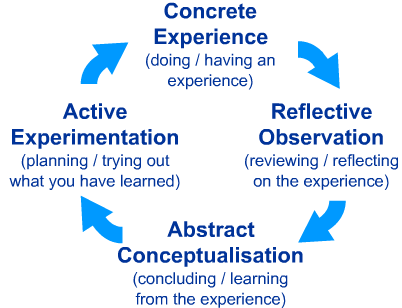 Concrete
Experience
(doing / having an
experience)
Reflective
Observation
(reviewing / reflecting
on the experience)
Abstract
Conceptualisation
(concluding / learning
from the experience)
Active
Experimentation
(planning / trying out
what you have learned)